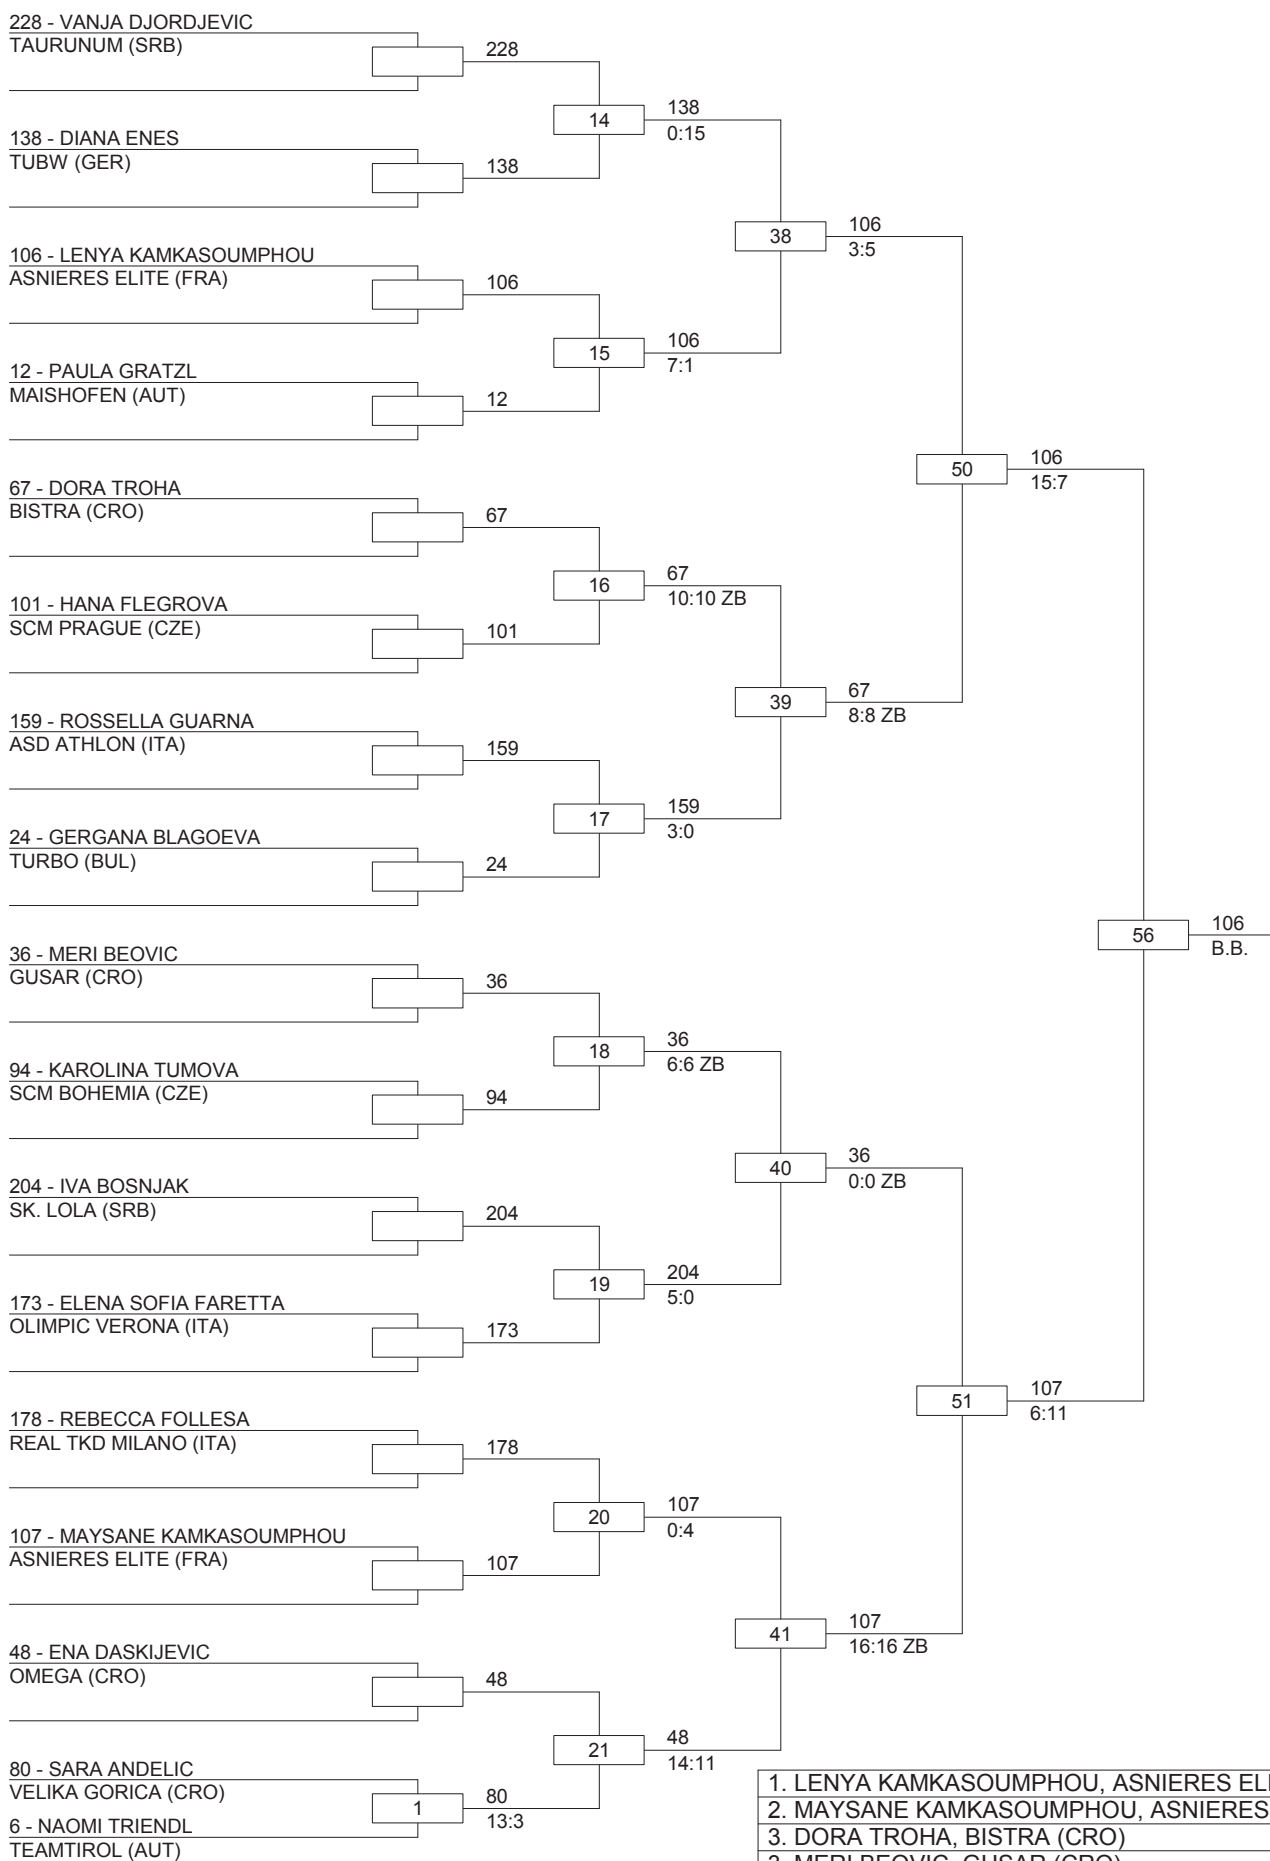 228 - VANJA DJORDJEVIC
TAURUNUM (SRB)
228
14
138
0:15
138 - DIANA ENES
TUBW (GER)
138
38
106
3:5
106 - LENYA KAMKASOUMPHOU
ASNIERES ELITE (FRA)
106
15
106
7:1
12 - PAULA GRATZL
MAISHOFEN (AUT)
12
50
106
15:7
67 - DORA TROHA
BISTRA (CRO)
67
16
67
10:10 ZB
101 - HANA FLEGROVA
SCM PRAGUE (CZE)
101
39
67
8:8 ZB
159 - ROSSELLA GUARNA
ASD ATHLON (ITA)
159
17
159
3:0
24 - GERGANA BLAGOEVA
TURBO (BUL)
24
56
106
B.B.
36 - MERI BEOVIC
GUSAR (CRO)
36
18
36
6:6 ZB
94 - KAROLINA TUMOVA
SCM BOHEMIA (CZE)
94
40
36
0:0 ZB
204 - IVA BOSNJAK
SK. LOLA (SRB)
204
19
204
5:0
173 - ELENA SOFIA FARETTA
OLIMPIC VERONA (ITA)
173
51
107
6:11
178 - REBECCA FOLLESA
REAL TKD MILANO (ITA)
178
20
107
0:4
107 - MAYSANE KAMKASOUMPHOU
ASNIERES ELITE (FRA)
107
41
107
16:16 ZB
48 - ENA DASKIJEVIC
OMEGA (CRO)
48
21
48
14:11
80 - SARA ANDELIC
VELIKA GORICA (CRO)
1
80
13:3
6 - NAOMI TRIENDL
TEAMTIROL (AUT)
1. LENYA KAMKASOUMPHOU, ASNIERES
2. MAYSANE KAMKASOUMPHOU, ASNIERES
3. DORA TROHA, BISTRA (CRO)
3. MERI BEOVIC, GUSAR (CRO)